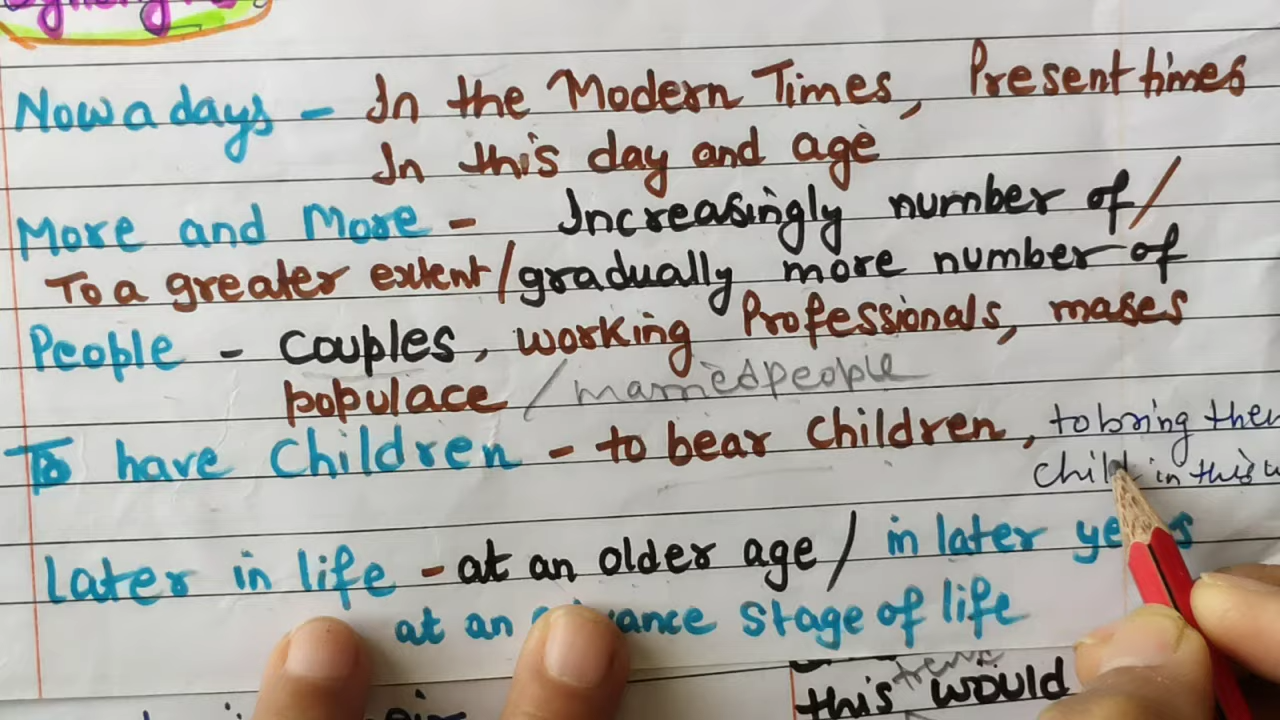 Nowadays - In the Modern Times, Present times
In this day and age
More and More - Increasingly number of /
To a greater extent / gradually more number of
People - Couples, working Professionals, mases
populace / married people
To have Children - to bear Children, to bring their
child in this
Later in life - at an older age / in later years
at an advance stage of life
this would